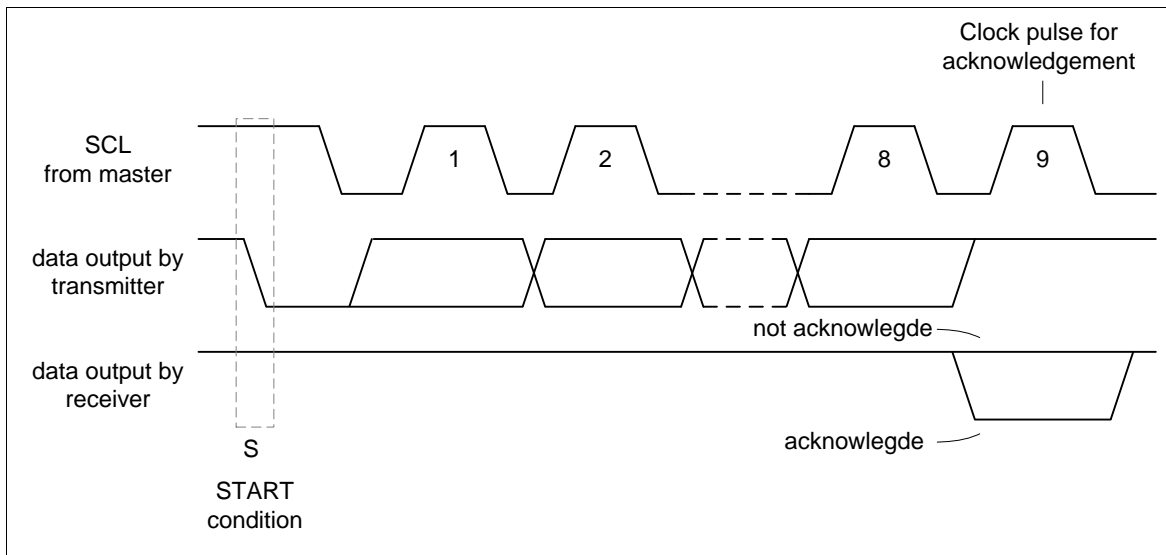 Clock pulse for
acknowledgement
SCL
from master
1
2
8
9
data output by
transmitter
not acknowlegde
data output by
receiver
acknowlegde
S
START
condition